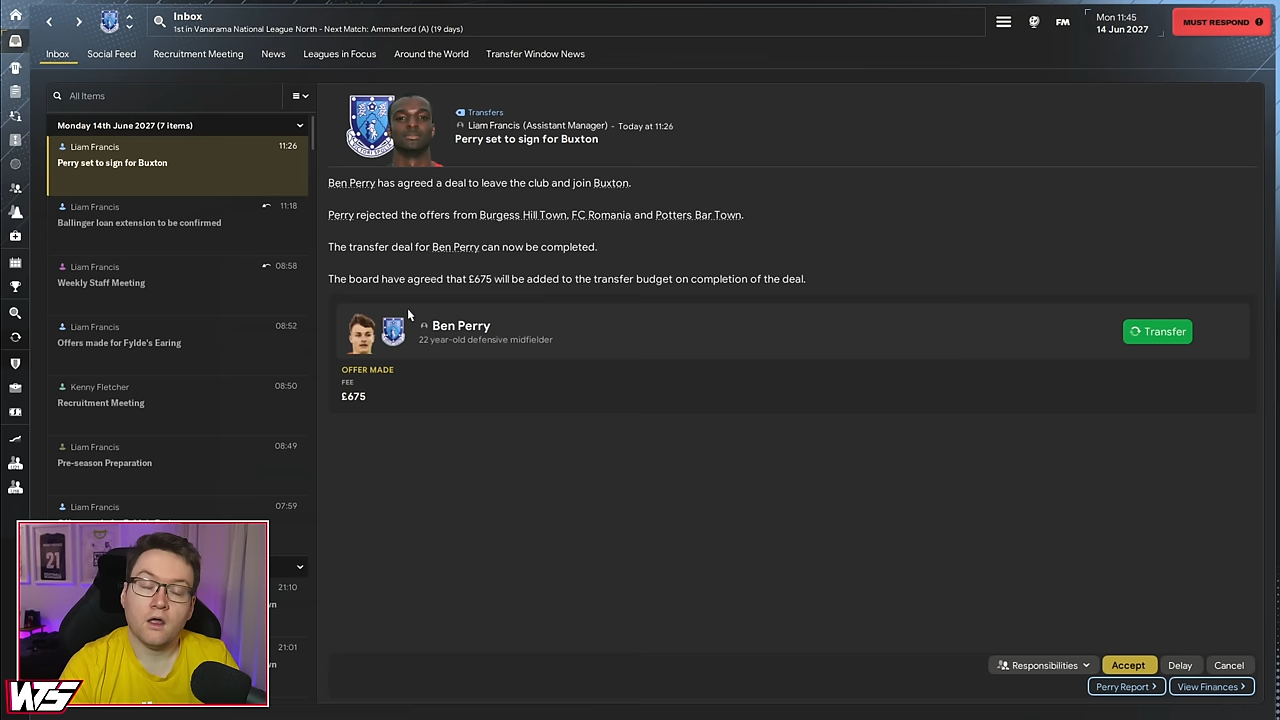 Inbox
1st in Vanarama National League North - Next Match: Ammanford (A) (19 days)
FM
Mon 11:45
14 Jun 2027
MUST RESPOND
Inbox
Social Feed
Recruitment Meeting
News
Leagues in Focus
Around the World
Transfer Window News
All Items
Monday 14th June 2027 (7 items)
Liam Francis 11:26
Perry set to sign for Buxton
Liam Francis 11:18
Ballinger loan extension to be confirmed
Liam Francis 08:58
Weekly Staff Meeting
Liam Francis 08:52
Offers made for Fylde's Earing
Kenny Fletcher 08:50
Recruitment Meeting
Liam Francis 08:49
Pre-season Preparation
Liam Francis 07:59
21:10
21:01
Transfers
Liam Francis (Assistant Manager) - Today at 11:26
Perry set to sign for Buxton
Ben Perry has agreed a deal to leave the club and join Buxton.
Perry rejected the offers from Burgess Hill Town, FC Romania and Potters Bar Town.
The transfer deal for Ben Perry can now be completed.
The board have agreed that £675 will be added to the transfer budget on completion of the deal.
Ben Perry
22 year-old defensive midfielder
Transfer
OFFER MADE
FEE
£675
Responsibilities
Accept
Delay
Cancel
Perry Report
View Finances
21
WTS